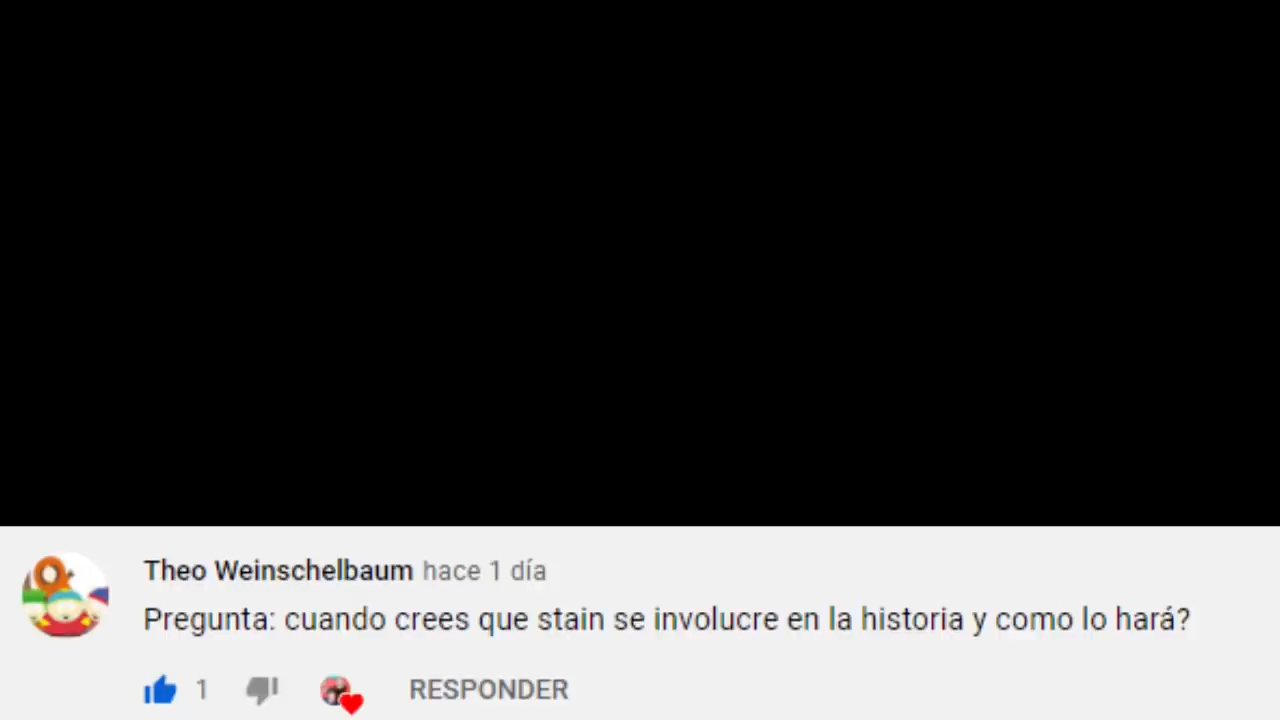 Theo Weinschelbaum hace 1 día
Pregunta: cuando crees que stain se involucre en la historia y como lo hará?
1 RESPONDER